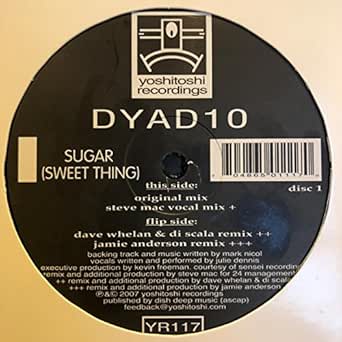 yoshitoshi
recordings
DYAD10
SUGAR
(SWEET THING)
this side:
original mix
steve mac vocal mix +
flip side:
dave whelan & di scala remix ++
jamie anderson remix +++
disc 1
backing track and music written by mark nicol
vocals written and performed by julie dennis
executive production by kevin freeman. courtesy of sensei recordings
remix and additional production by steve mac for 24 management
++ remix and additional production by dave whelan & di scala
+++ remix and additional production by jamie anderson
℗&© 2007 yoshitoshi recordings
published by dish deep music (ascap)
feedback@yoshitoshi.com
YR117